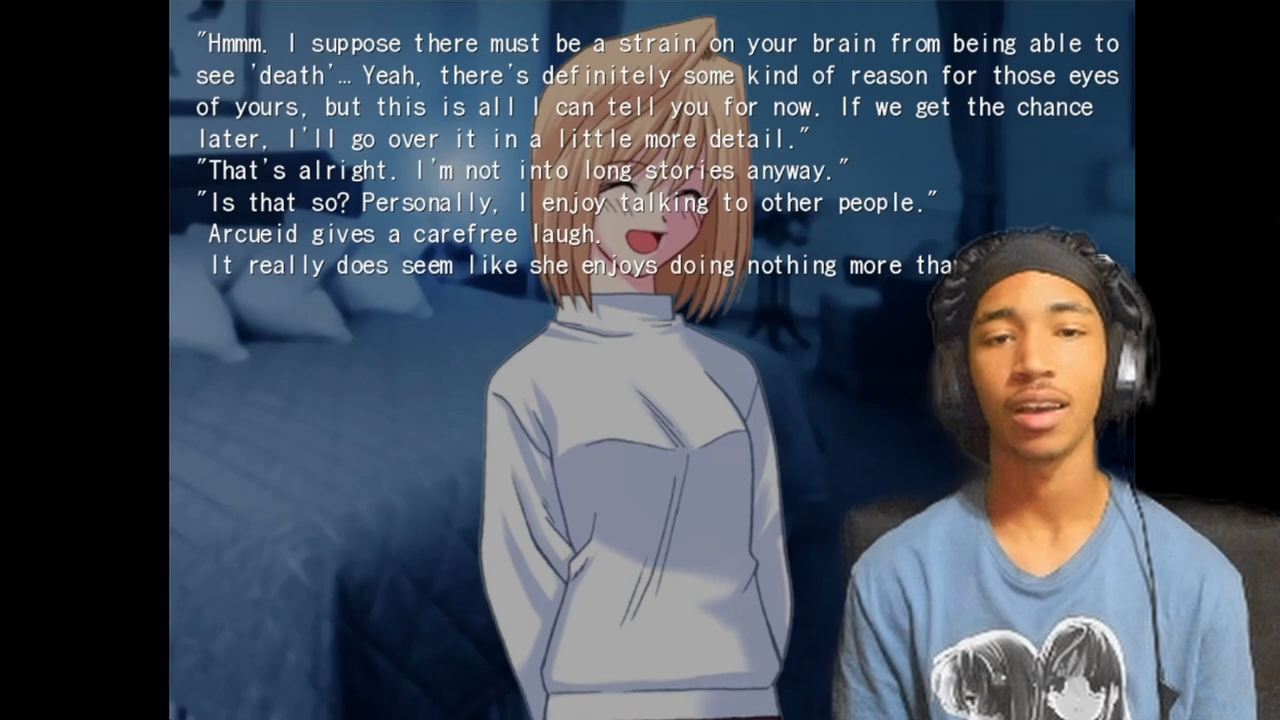 "Hmmm. I suppose there must be a strain on your brain from being able to
see 'death'… Yeah, there's definitely some kind of reason for those eyes
of yours, but this is all I can tell you for now. If we get the chance
later, I'll go over it in a little more detail."
"That's alright. I'm not into long stories anyway."
"Is that so? Personally, I enjoy talking to other people."
Arcueid gives a carefree laugh.
It really does seem like she enjoys doing nothing more